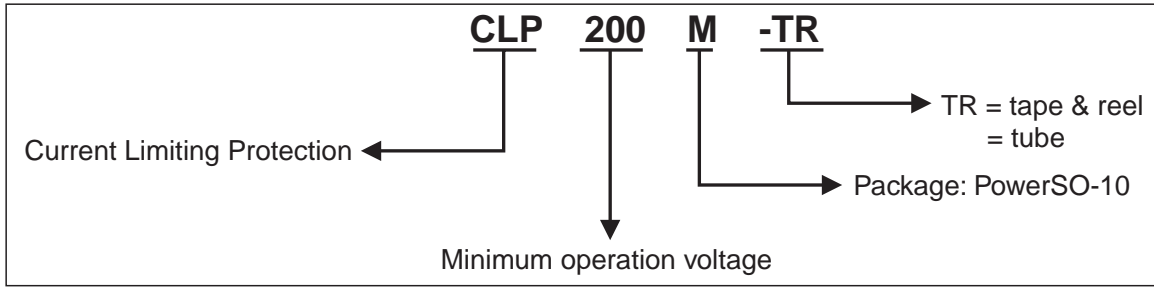 CLP 200 M -TR
TR = tape & reel
= tube
Current Limiting Protection
Package: PowerSO-10
Minimum operation voltage